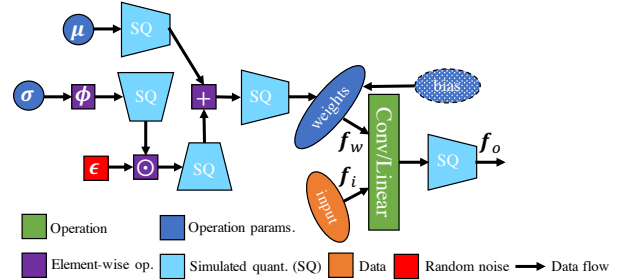 μ
SQ
σ
ϕ
SQ
+
SQ
weights
bias
ϵ
⊙
SQ
f_w
Conv/Linear
f_i
input
SQ
f_o
Operation
Operation params.
Element-wise op.
Simulated quant. (SQ)
Data
Random noise
Data flow